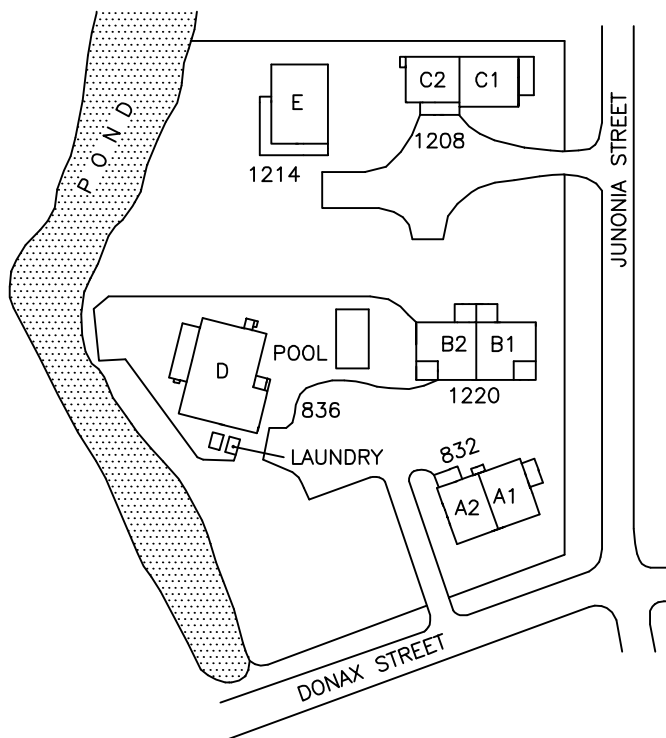 POND
E
C2
C1
1208
1214
JUNONIA STREET
B2
B1
D
POOL
836
1220
LAUNDRY
832
A2
A1
DONAX STREET